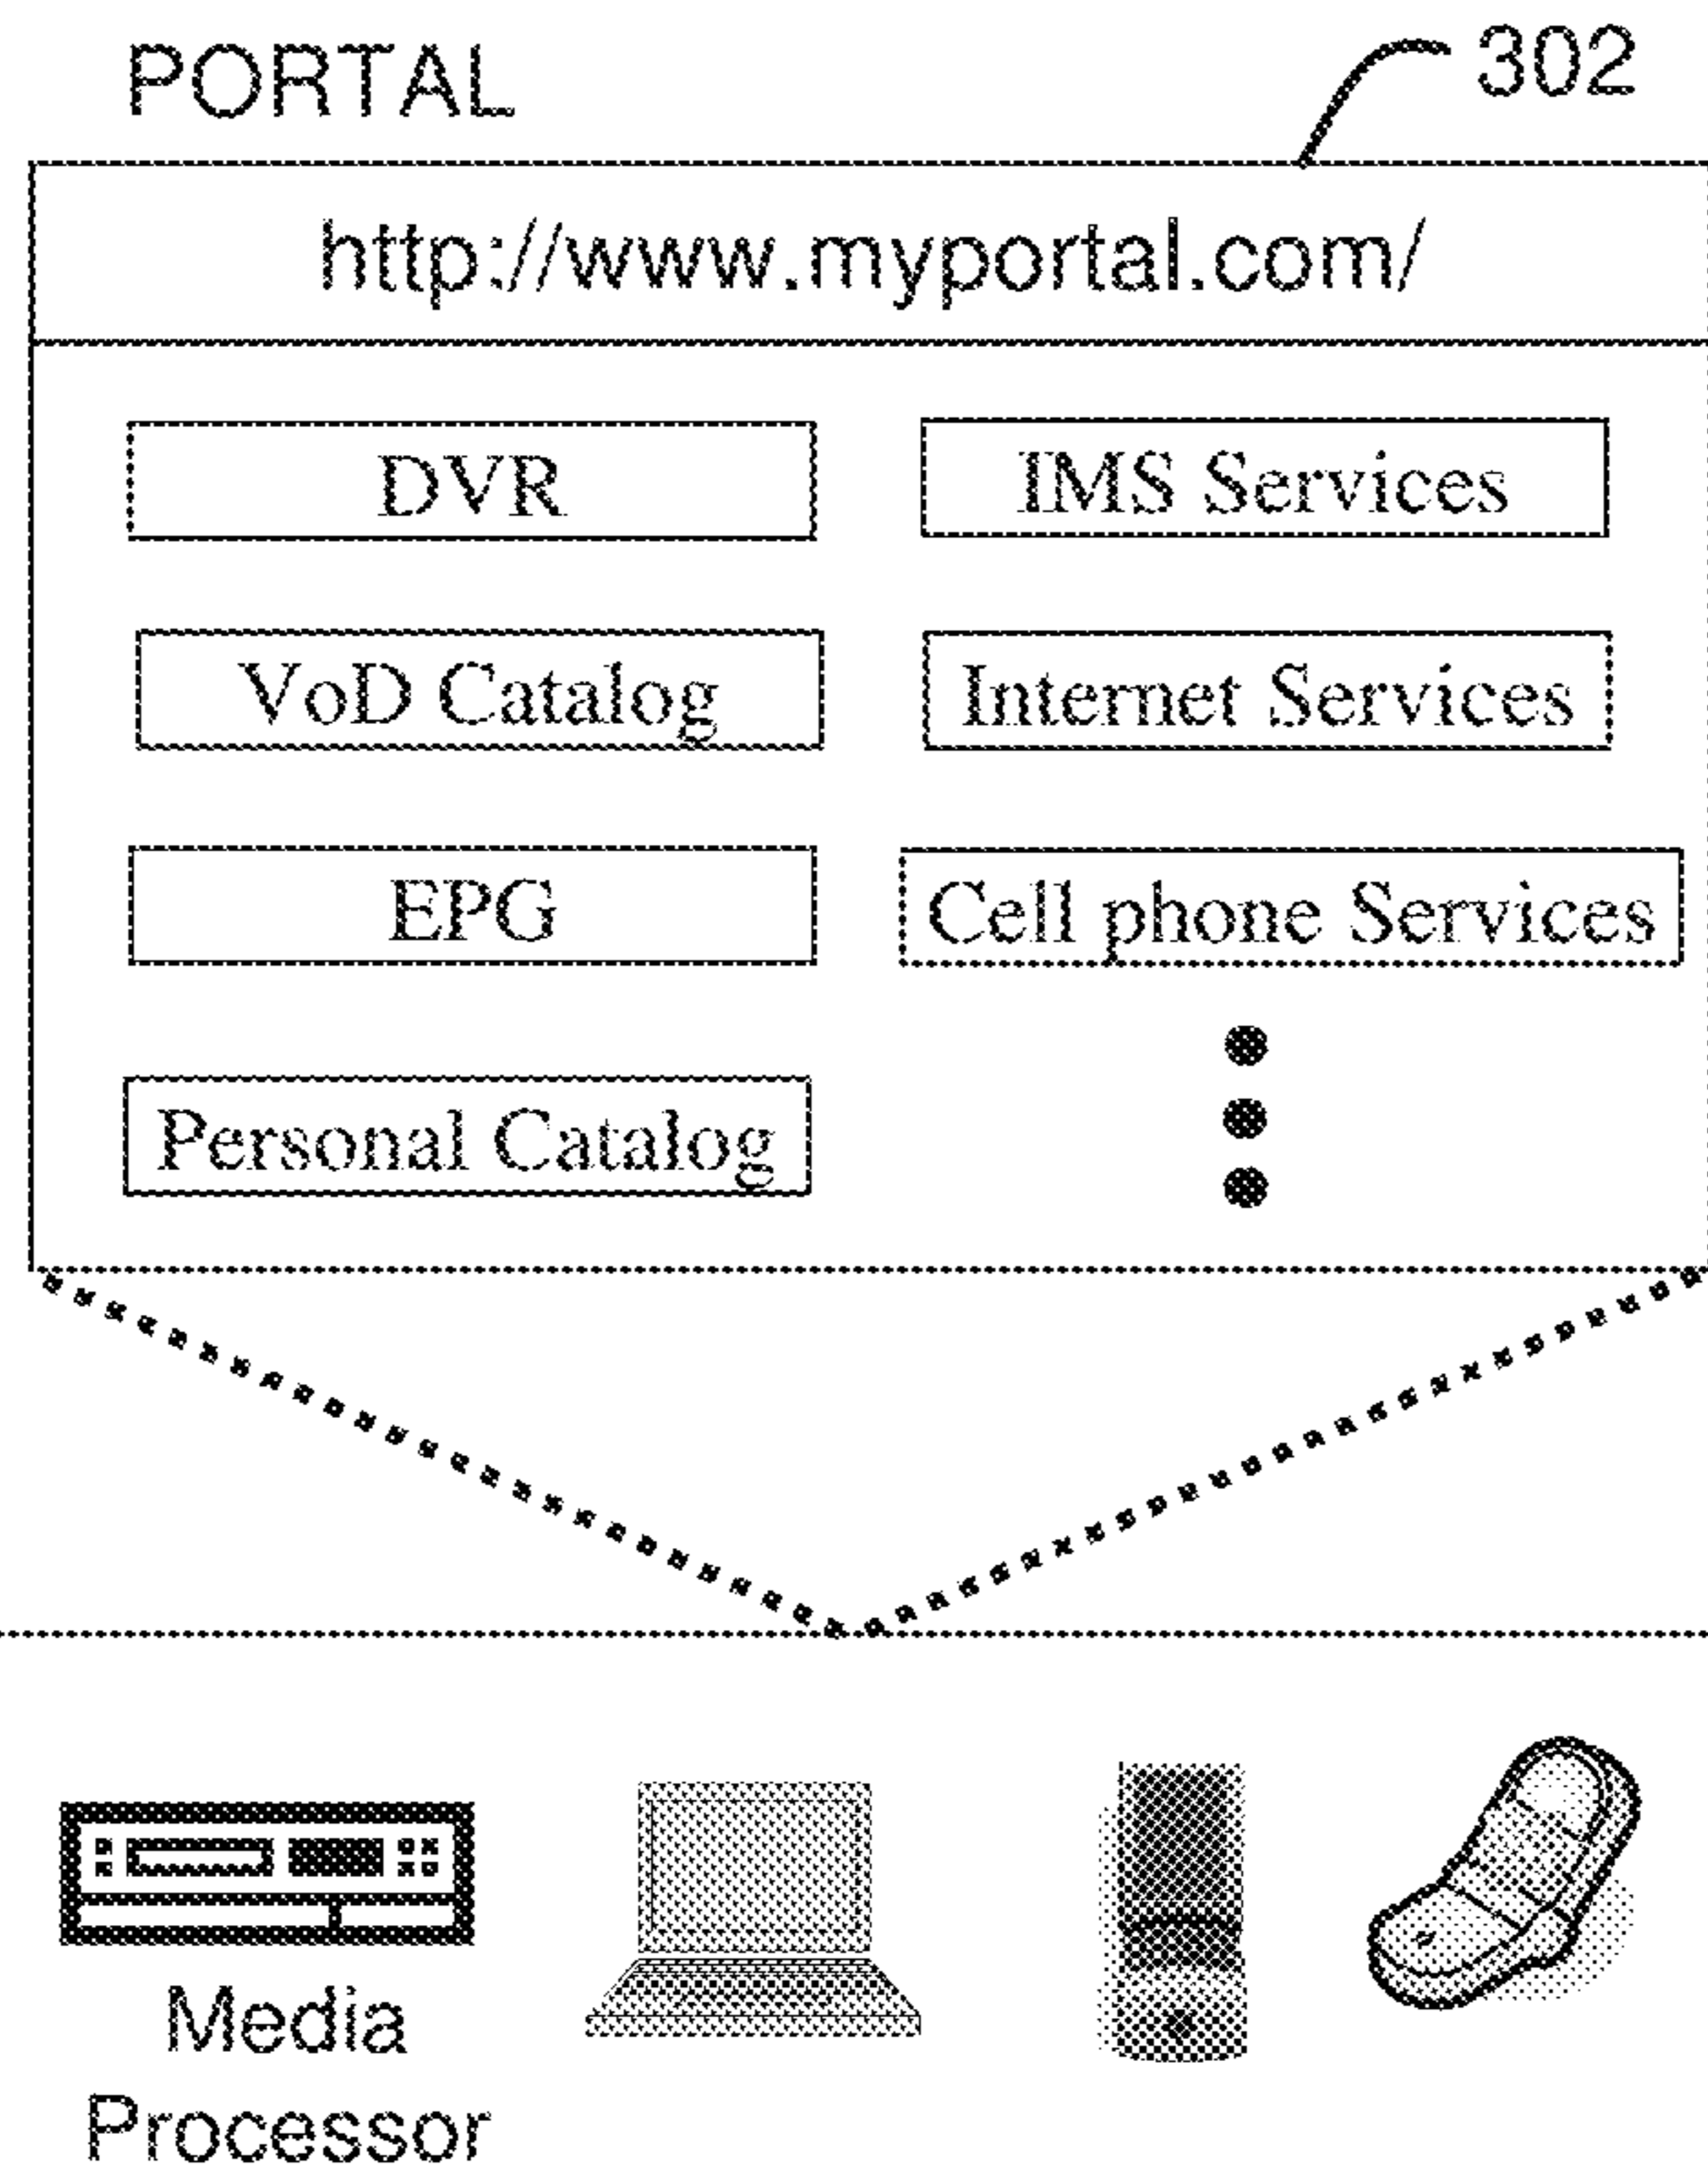 PORTAL
302
http://www.myportal.com/
DVR
IMS Services
VoD Catalog
Internet Services
EPG
Cell phone Services
Personal Catalog
Media
Processor